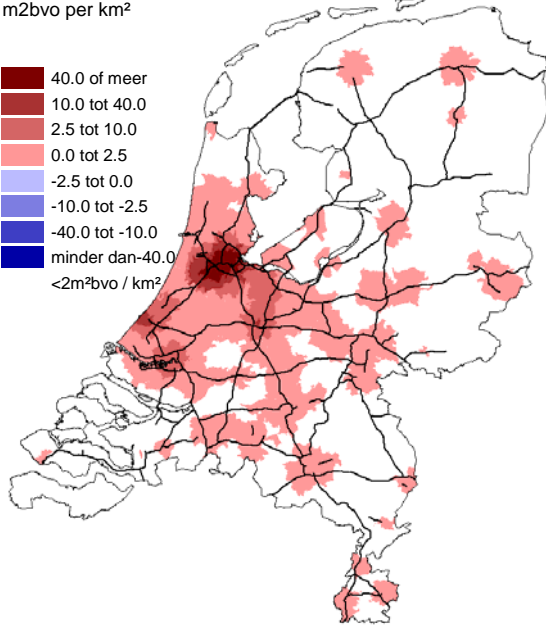 m2bvo per km²
40.0 of meer
10.0 tot 40.0
2.5 tot 10.0
0.0 tot 2.5
-2.5 tot 0.0
-10.0 tot -2.5
-40.0 tot -10.0
minder dan-40.0
<2m²bvo / km²